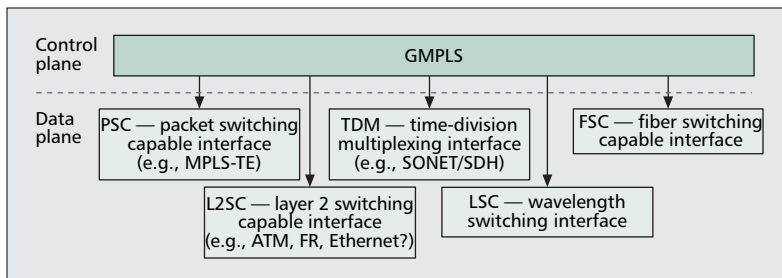 Control
plane
GMPLS
Data
plane
PSC — packet switching
capable interface
(e.g., MPLS-TE)
TDM — time-division
multiplexing interface
(e.g., SONET/SDH)
FSC — fiber switching
capable interface
L2SC — layer 2 switching
capable interface
(e.g., ATM, FR, Ethernet?)
LSC — wavelength
switching interface